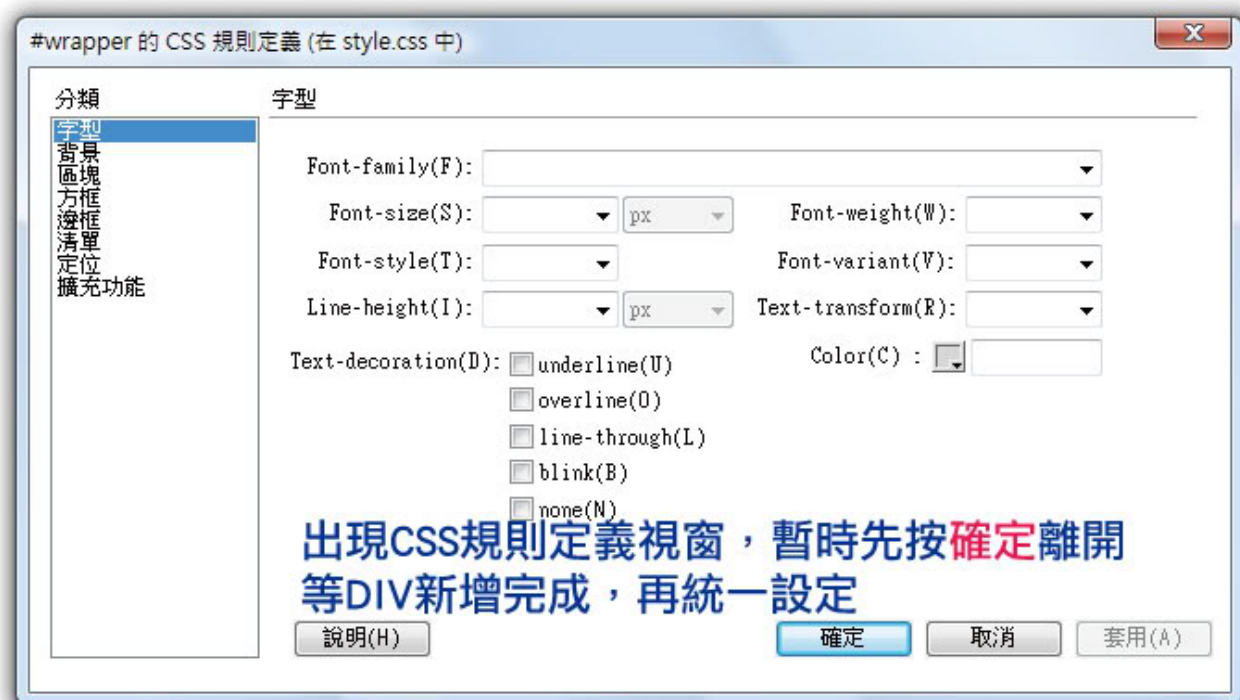 #wrapper 的 CSS 規則定義 (在 style.css 中)
分類
字型
背景
區塊
方框
邊框
清單
定位
擴充功能
字型
Font-family(F):
Font-size(S): px Font-weight(W):
Font-style(T): Font-variant(V):
Line-height(I): px Text-transform(R):
Text-decoration(D): underline(U) Color(C) :
overline(O)
line-through(L)
blink(B)
none(N)
出現CSS規則定義視窗，暫時先按確定離開
等DIV新增完成，再統一設定
說明(H) 確定 取消 套用(A)